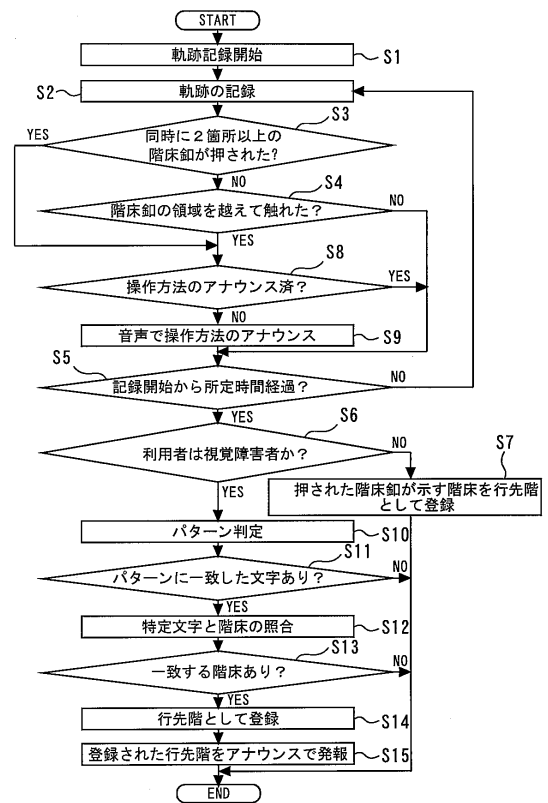 START
軌跡記録開始
S1
S2
軌跡の記録
S3
YES
同時に2箇所以上の
階床釦が押された?
NO
S4
階床釦の領域を越えて触れた?
NO
YES
S8
操作方法のアナウンス済?
YES
NO
音声で操作方法のアナウンス
S9
S5
記録開始から所定時間経過?
NO
YES
S6
利用者は視覚障害者か?
NO
S7
YES
押された階床釦が示す階床を行先階
として登録
パターン判定
S10
S11
パターンに一致した文字あり?
NO
YES
特定文字と階床の照合
S12
S13
一致する階床あり?
NO
YES
行先階として登録
S14
登録された行先階をアナウンスで発報
S15
END